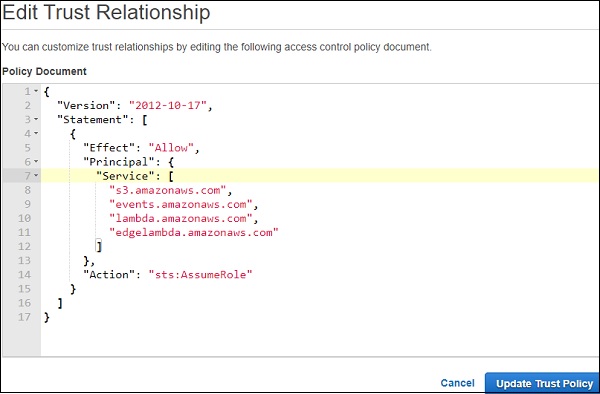 Edit Trust Relationship
You can customize trust relationships by editing the following access control policy document.
Policy Document
1 {
2 "Version": "2012-10-17",
3 "Statement": [
4 {
5 "Effect": "Allow",
6 "Principal": {
7 "Service": [
8 "s3.amazonaws.com",
9 "events.amazonaws.com",
10 "lambda.amazonaws.com",
11 "edgelambda.amazonaws.com"
12 ]
13 },
14 "Action": "sts:AssumeRole"
15 }
16 ]
17 }
Cancel Update Trust Policy